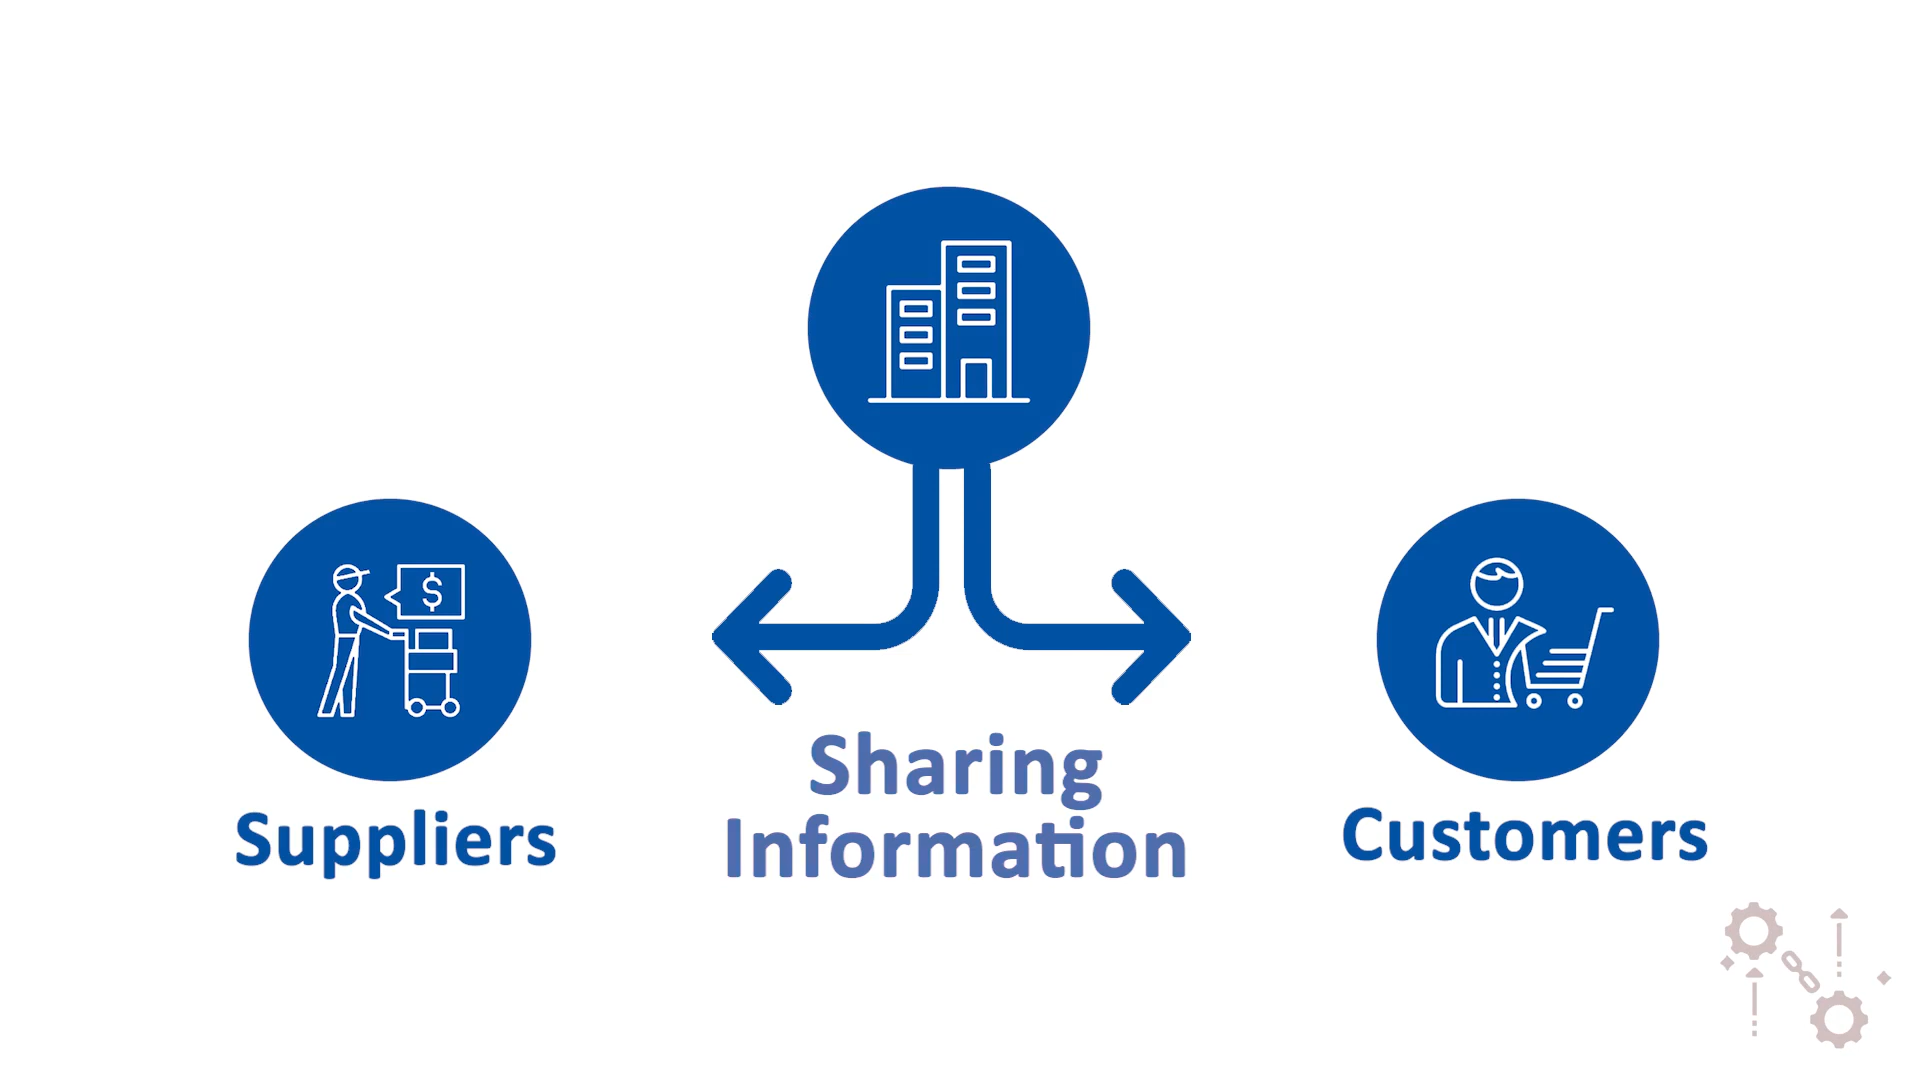 $
Sharing
Information
Suppliers
Customers